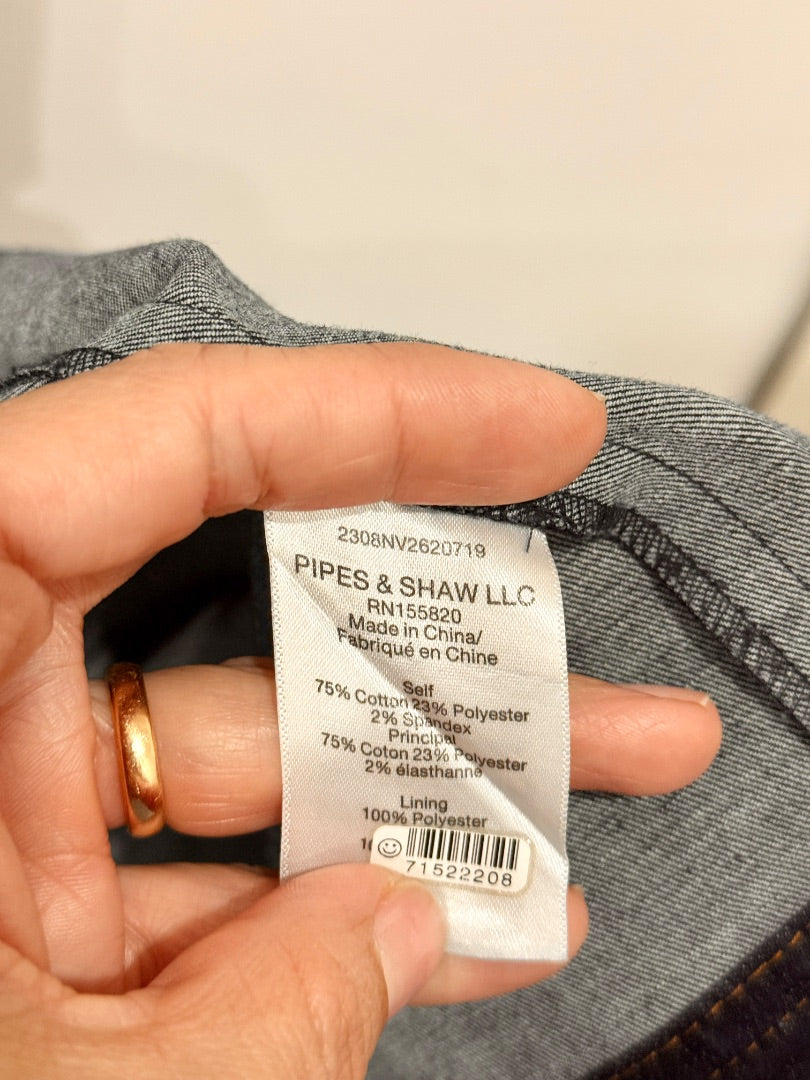 2308NV2620719
PIPES & SHAW LLC
RN155820
Made in China/
Fabriqué en Chine
Self
75% Cotton 23% Polyester
2% Spandex
Principal
75% Coton 23% Polyester
2% élasthanne
Lining
100% Polyester
71522208